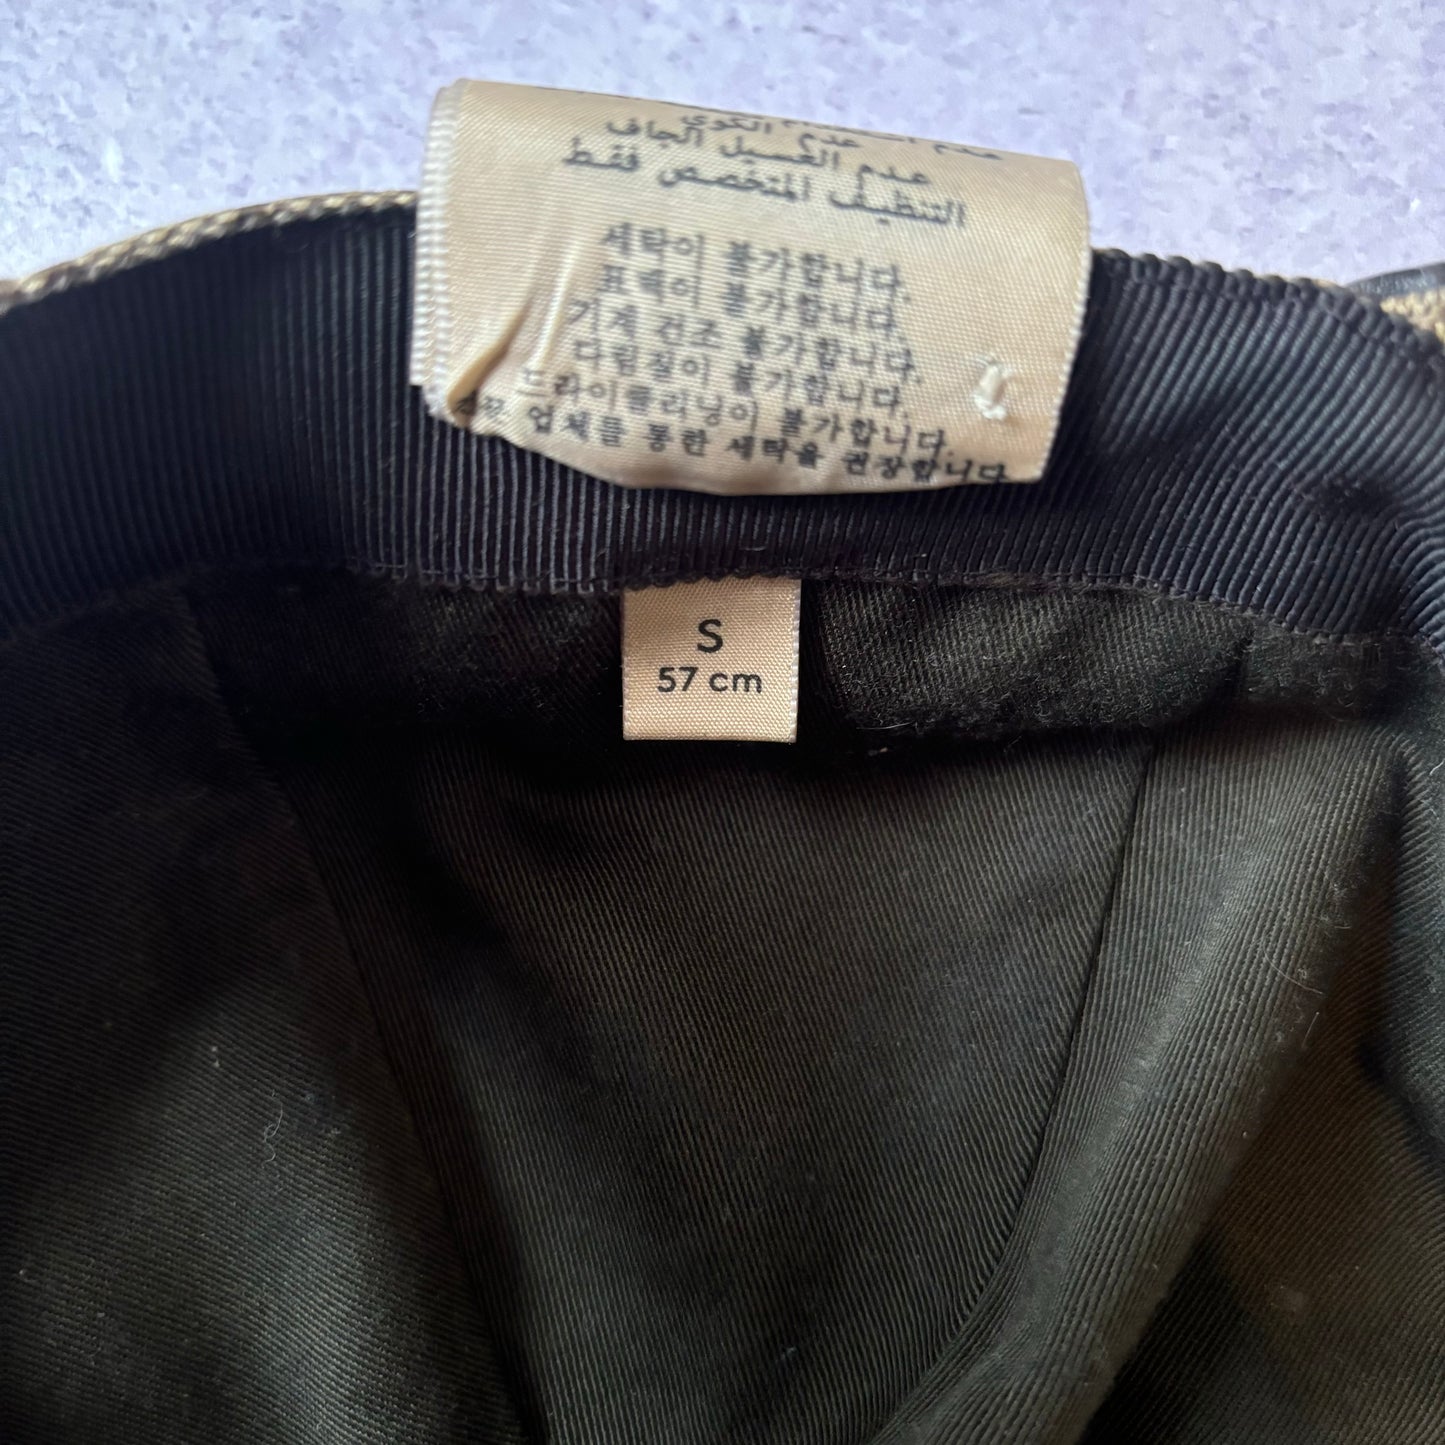 عدم الكوي
عدم الغسيل الجاف
التنظيف المتخصص فقط
세탁이 불가합니다.
표백이 불가합니다.
기계 건조 불가합니다.
다림질이 불가합니다.
드라이클리닝이 불가합니다.
업체를 통한 세탁을 권장합니다.
S
57 cm